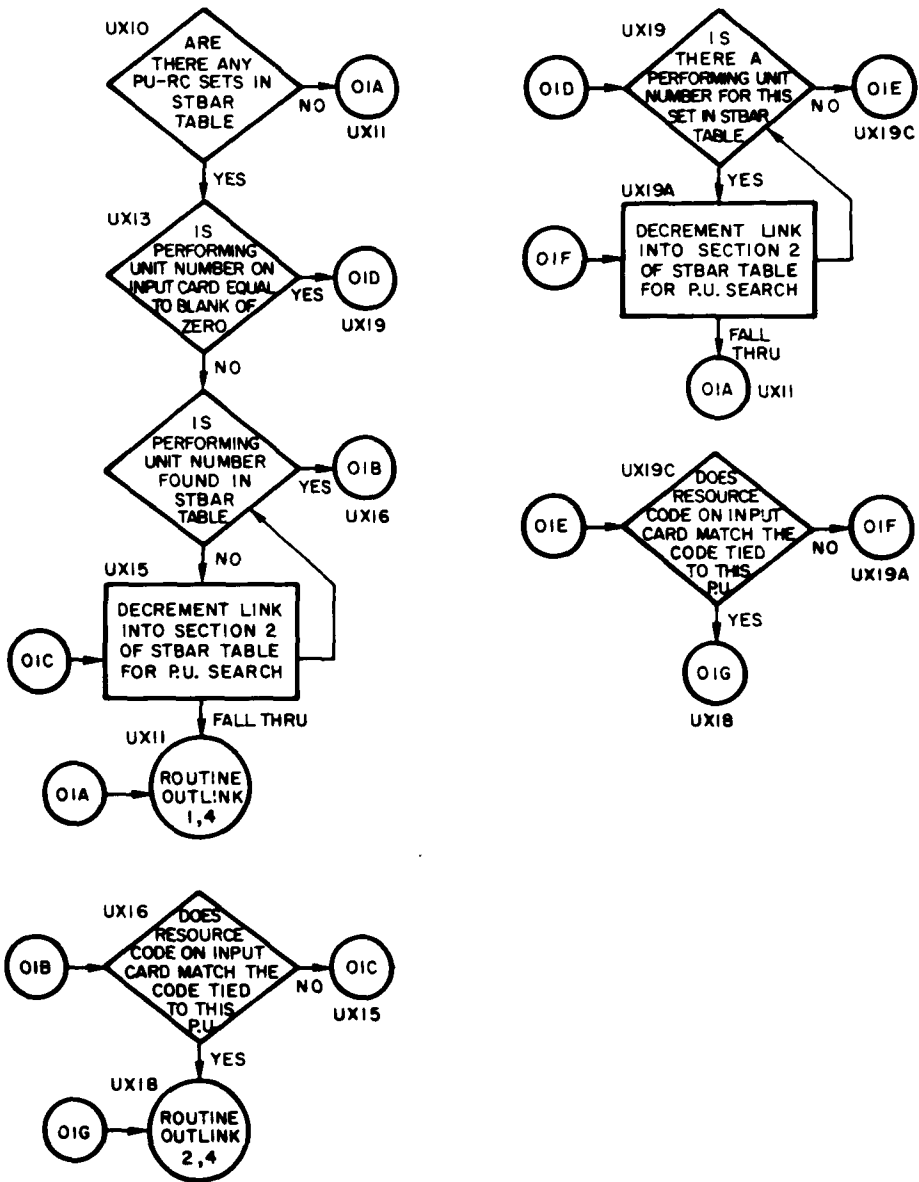 UX10
ARE
THERE ANY
PU-RC SETS IN
STBAR
TABLE
NO
01A
UX11
YES
UX13
IS
PERFORMING
UNIT NUMBER ON
INPUT CARD EQUAL
TO BLANK OF
ZERO
YES
01D
UX19
NO
IS
PERFORMING
UNIT NUMBER
FOUND IN
STBAR
TABLE
YES
01B
UX16
NO
UX15
DECREMENT LINK
INTO SECTION 2
OF STBAR TABLE
FOR P.U. SEARCH
01C
FALL THRU
UX11
ROUTINE
OUTLINK
1,4
01A
UX16
DOES
RESOURCE
CODE ON INPUT
CARD MATCH THE
CODE TIED
TO THIS
P.U.
01B
NO
01C
UX15
YES
UX18
ROUTINE
OUTLINK
2,4
01G
UX19
IS
THERE A
PERFORMING UNIT
NUMBER FOR THIS
SET IN STBAR
TABLE
01D
NO
01E
UX19C
YES
UX19A
DECREMENT LINK
INTO SECTION 2
OF STBAR TABLE
FOR P.U. SEARCH
01F
FALL
THRU
01A
UX11
UX19C
DOES
RESOURCE
CODE ON INPUT
CARD MATCH THE
CODE TIED
TO THIS
P.U.
01E
NO
01F
UX19A
YES
01G
UX18